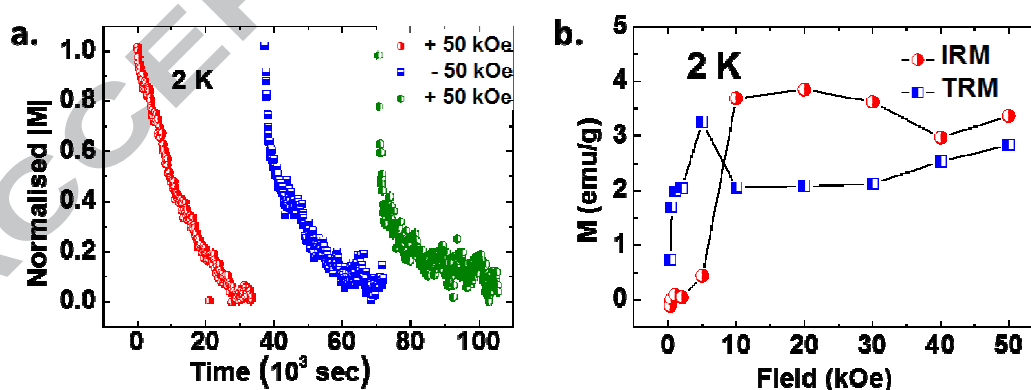 a.
Normalised |M|
1.0
0.8
0.6
0.4
0.2
0.0
2 K
+ 50 kOe
- 50 kOe
+ 50 kOe
0 20 40 60 80 100
Time (10³ sec)
b.
M (emu/g)
5
4
3
2
1
0
2 K
IRM
TRM
0 10 20 30 40 50
Field (kOe)